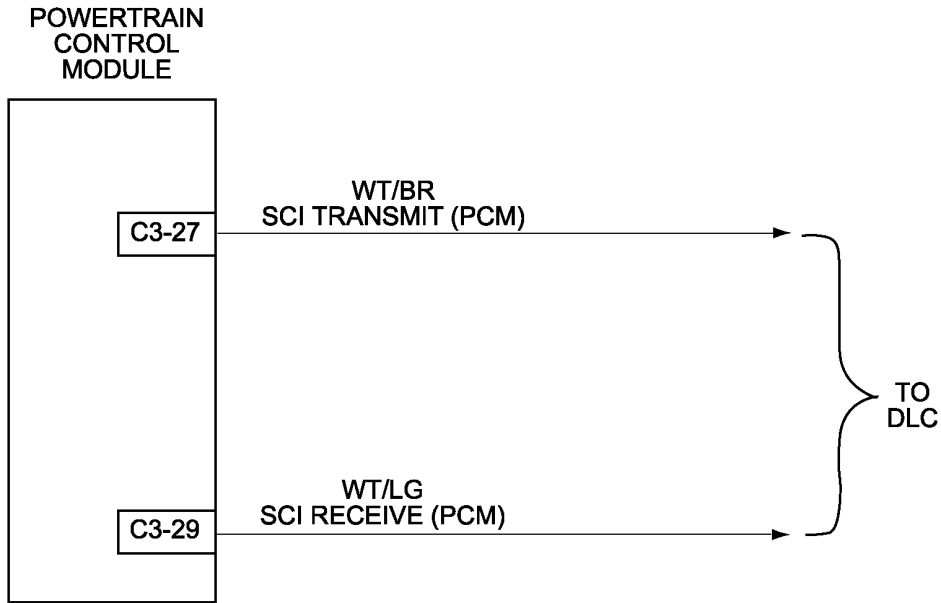 POWERTRAIN
CONTROL
MODULE
C3-27
WT/BR
SCI TRANSMIT (PCM)
TO
DLC
C3-29
WT/LG
SCI RECEIVE (PCM)